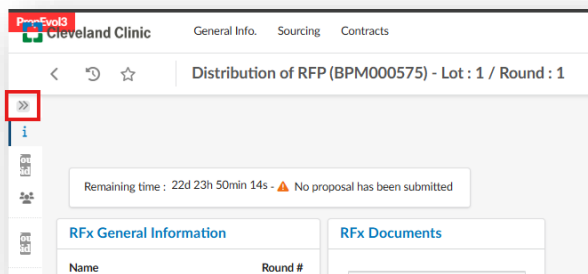 PropEvol3
Cleveland Clinic General Info. Sourcing Contracts
Distribution of RFP (BPM000575) - Lot : 1 / Round : 1
i
Remaining time : 22d 23h 50min 14s - No proposal has been submitted
RFx General Information RFx Documents
Name Round #